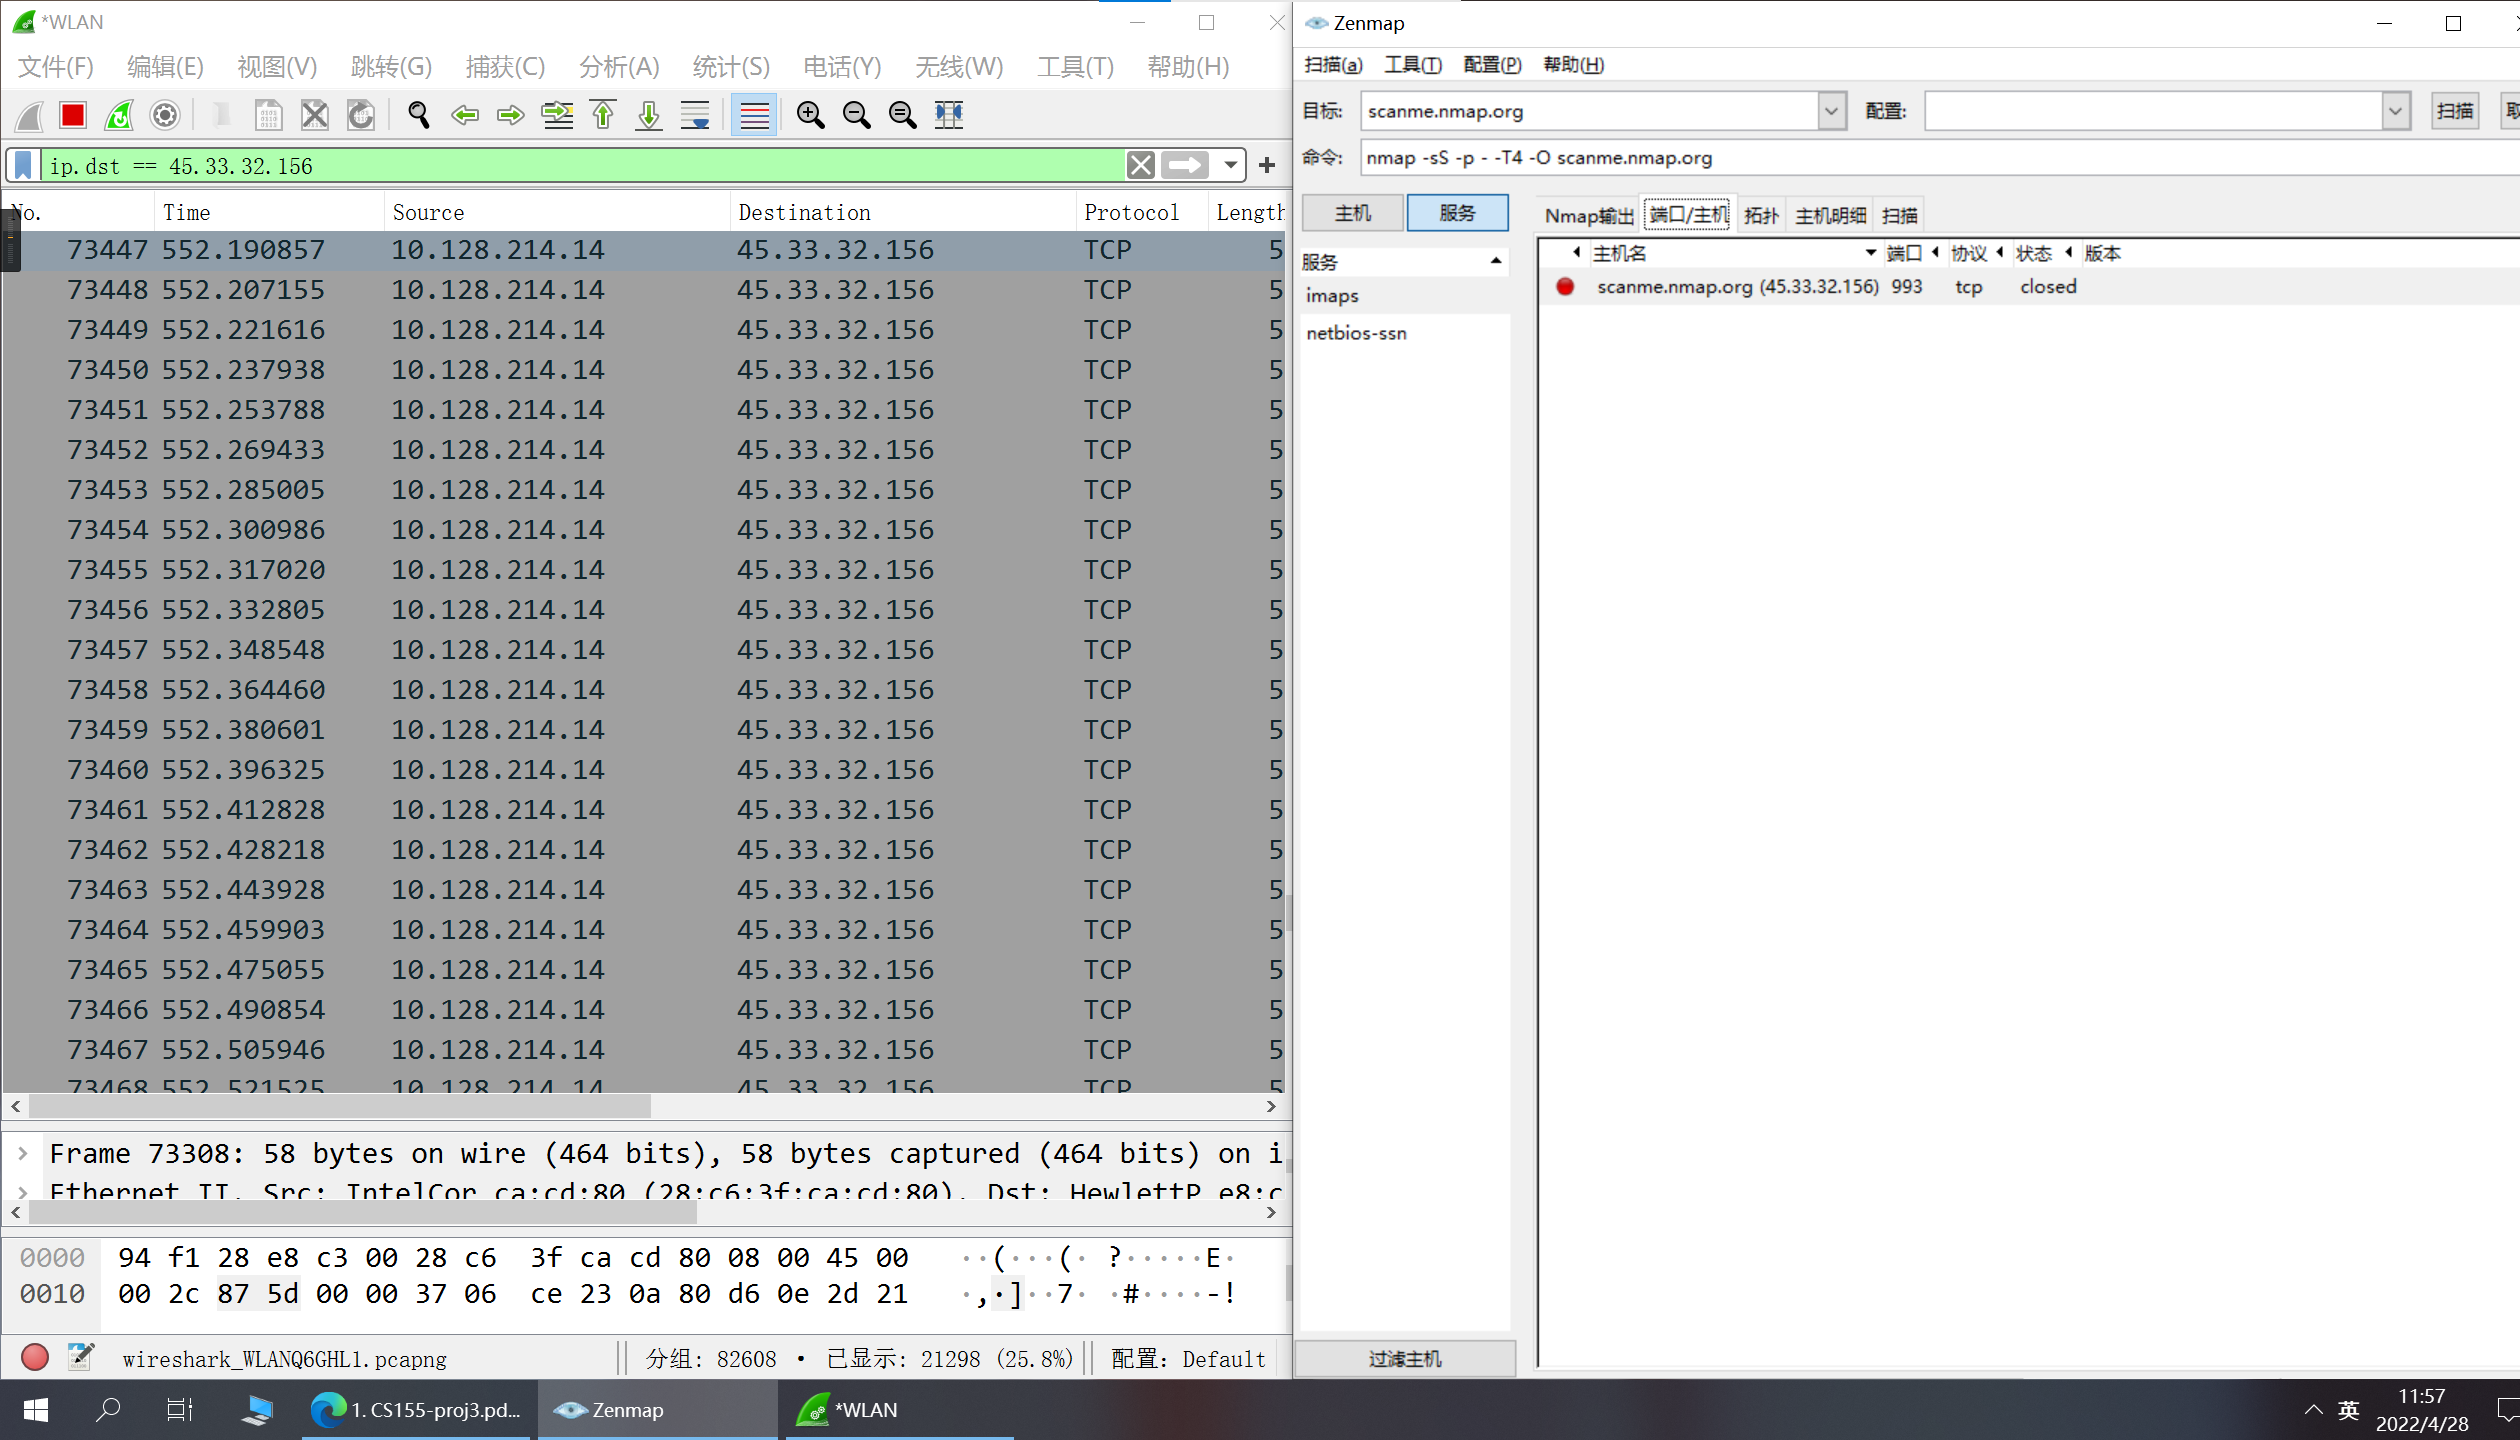 *WLAN
文件(F) 编辑(E) 视图(V) 跳转(G) 捕获(C) 分析(A) 统计(S) 电话(Y) 无线(W) 工具(T) 帮助(H)
ip.dst == 45.33.32.156
No. Time Source Destination Protocol Length
73447 552.190857 10.128.214.14 45.33.32.156 TCP 5
73448 552.207155 10.128.214.14 45.33.32.156 TCP 5
73449 552.221616 10.128.214.14 45.33.32.156 TCP 5
73450 552.237938 10.128.214.14 45.33.32.156 TCP 5
73451 552.253788 10.128.214.14 45.33.32.156 TCP 5
73452 552.269433 10.128.214.14 45.33.32.156 TCP 5
73453 552.285005 10.128.214.14 45.33.32.156 TCP 5
73454 552.300986 10.128.214.14 45.33.32.156 TCP 5
73455 552.317020 10.128.214.14 45.33.32.156 TCP 5
73456 552.332805 10.128.214.14 45.33.32.156 TCP 5
73457 552.348548 10.128.214.14 45.33.32.156 TCP 5
73458 552.364460 10.128.214.14 45.33.32.156 TCP 5
73459 552.380601 10.128.214.14 45.33.32.156 TCP 5
73460 552.396325 10.128.214.14 45.33.32.156 TCP 5
73461 552.412828 10.128.214.14 45.33.32.156 TCP 5
73462 552.428218 10.128.214.14 45.33.32.156 TCP 5
73463 552.443928 10.128.214.14 45.33.32.156 TCP 5
73464 552.459903 10.128.214.14 45.33.32.156 TCP 5
73465 552.475055 10.128.214.14 45.33.32.156 TCP 5
73466 552.490854 10.128.214.14 45.33.32.156 TCP 5
73467 552.505946 10.128.214.14 45.33.32.156 TCP 5
73468 552.521525 10.128.214.14 45.33.32.156 TCP 5
Frame 73308: 58 bytes on wire (464 bits), 58 bytes captured (464 bits) on i
Ethernet II, Src: IntelCor_ca:cd:80 (28:c6:3f:ca:cd:80), Dst: HewlettP_e8:c
0000 94 f1 28 e8 c3 00 28 c6 3f ca cd 80 08 00 45 00 ··(···(· ?·····E·
0010 00 2c 87 5d 00 00 37 06 ce 23 0a 80 d6 0e 2d 21 ·,·]··7· ·#····-!
wireshark_WLANQ6GHL1.pcapng 分组: 82608 · 已显示: 21298 (25.8%) 配置: Default
Zenmap
扫描(a) 工具(T) 配置(P) 帮助(H)
目标: scanme.nmap.org 配置: 扫描 取
命令: nmap -sS -p - -T4 -O scanme.nmap.org
主机 服务
服务
imaps
netbios-ssn
过滤主机
Nmap输出 端口/主机 拓扑 主机明细 扫描
主机名 端口 协议 状态 版本
scanme.nmap.org (45.33.32.156) 993 tcp closed
1. CS155-proj3.pd... Zenmap *WLAN
英
11:57
2022/4/28